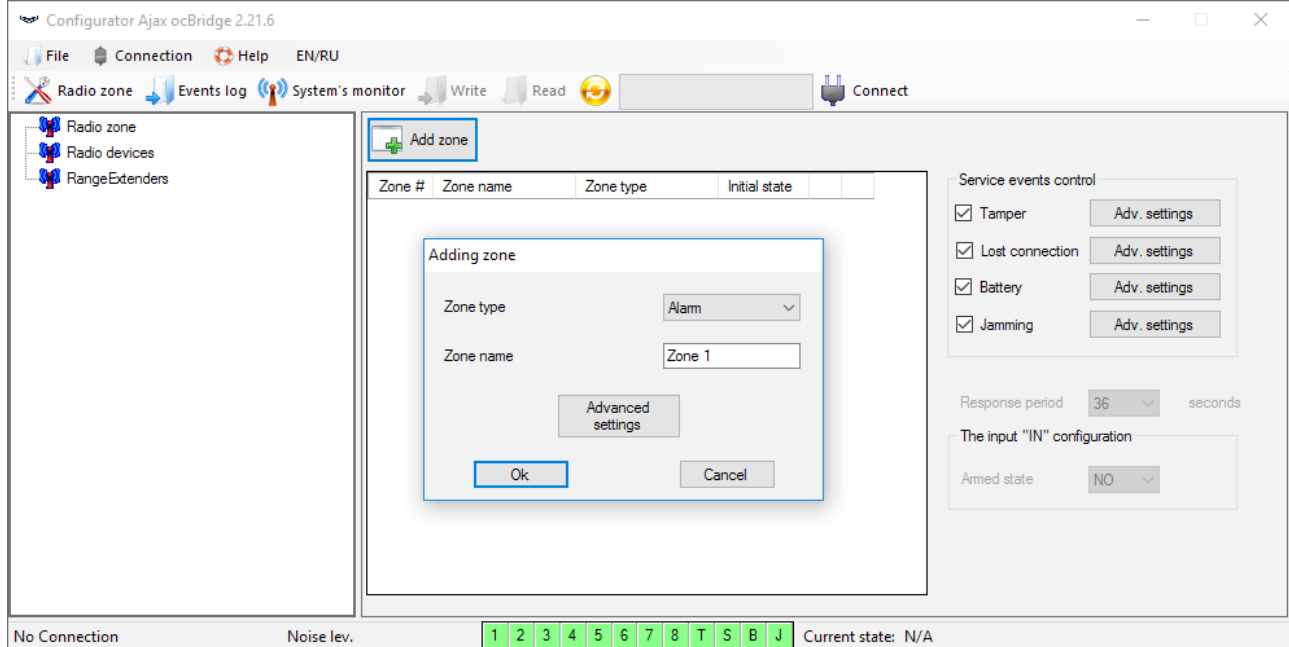 Configurator Ajax ocBridge 2.21.6
File Connection Help EN/RU
Radio zone Events log System's monitor Write Read Connect
Radio zone
Radio devices
RangeExtenders
Add zone
Zone # Zone name Zone type Initial state
Adding zone
Zone type Alarm
Zone name Zone 1
Advanced
settings
Ok Cancel
Service events control
Tamper Adv. settings
Lost connection Adv. settings
Battery Adv. settings
Jamming Adv. settings
Response period 36 seconds
The input "IN" configuration
Armed state NO
No Connection Noise lev. 1 2 3 4 5 6 7 8 T S B J Current state: N/A